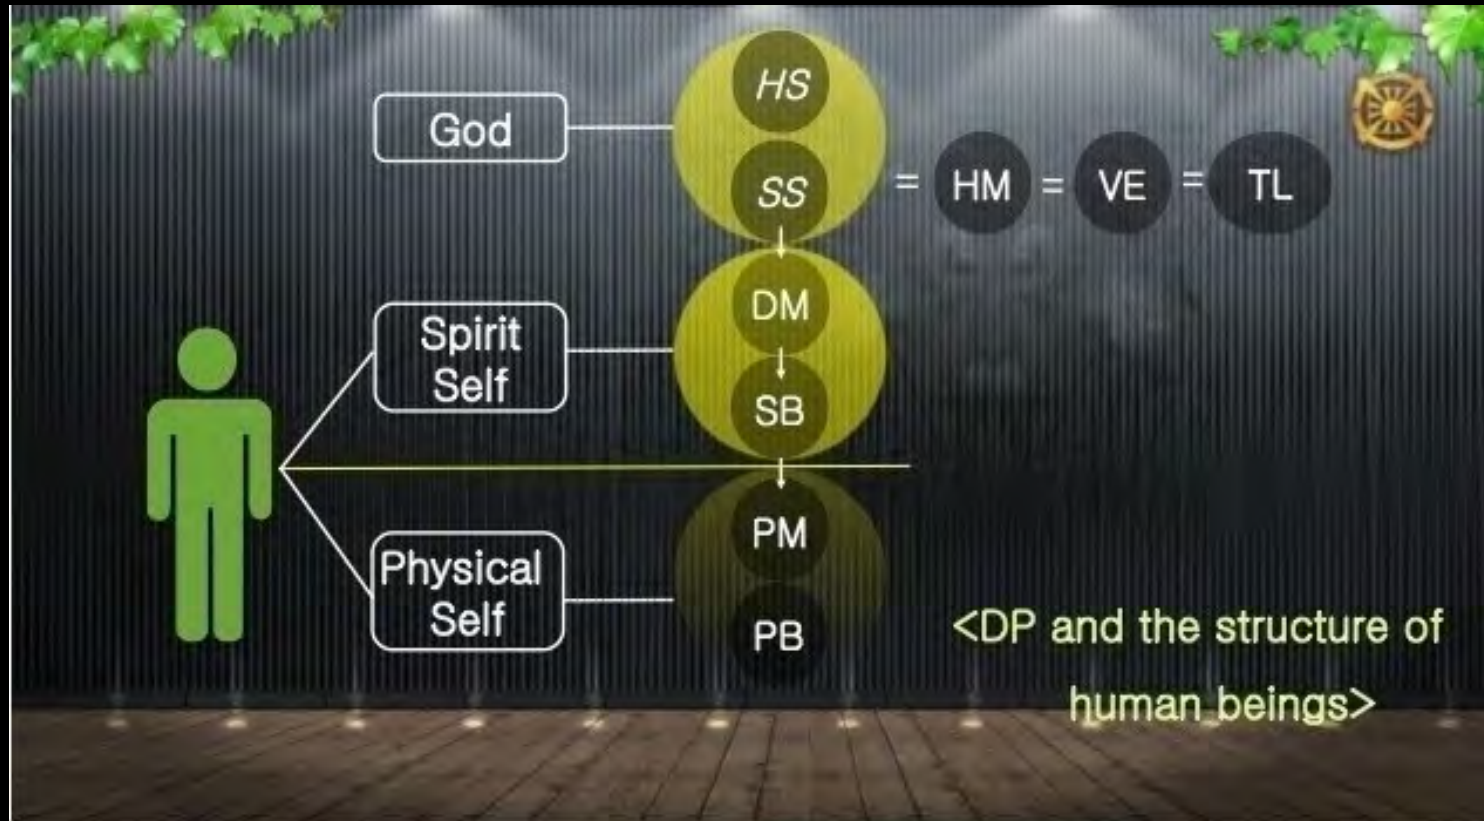 HS
God
SS
= HM = VE = TL
DM
Spirit
Self
SB
PM
Physical
Self
PB
<DP and the structure of
human beings>